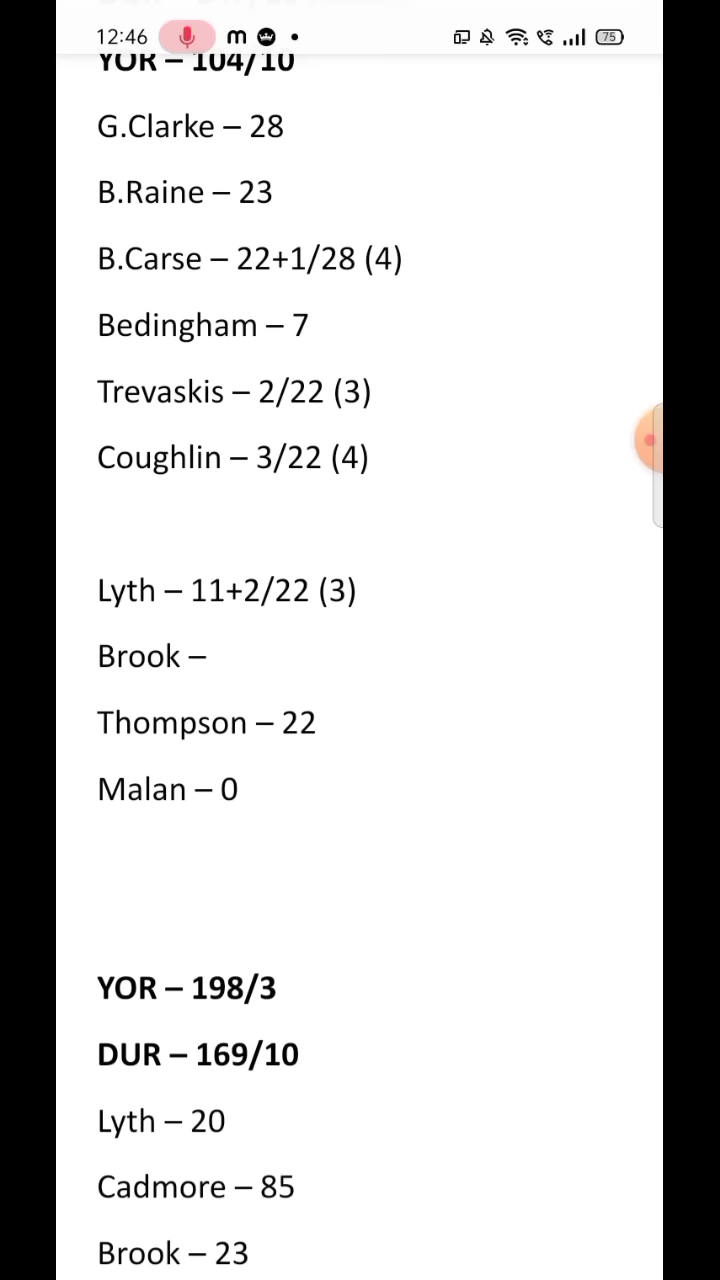 12:46 m 75
YOR – 104/10
G.Clarke – 28
B.Raine – 23
B.Carse – 22+1/28 (4)
Bedingham – 7
Trevaskis – 2/22 (3)
Coughlin – 3/22 (4)
Lyth – 11+2/22 (3)
Brook –
Thompson – 22
Malan – 0
YOR – 198/3
DUR – 169/10
Lyth – 20
Cadmore – 85
Brook – 23